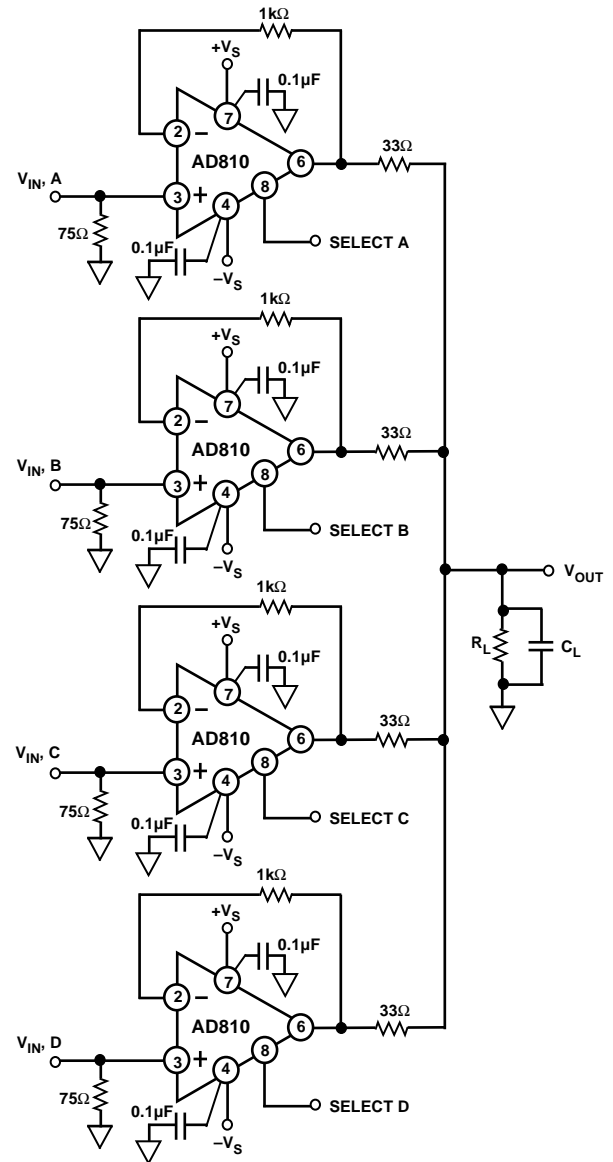 1kΩ
+VS
0.1µF
7
2 −
AD810
6
33Ω
VIN, A
3 +
8
4
75Ω
0.1µF
SELECT A
−VS
1kΩ
+VS
0.1µF
7
2 −
AD810
6
33Ω
VIN, B
3 +
8
4
75Ω
0.1µF
SELECT B
−VS
VOUT
RL
CL
1kΩ
+VS
0.1µF
7
2 −
AD810
6
33Ω
VIN, C
3 +
8
4
75Ω
0.1µF
SELECT C
−VS
1kΩ
+VS
0.1µF
7
2 −
AD810
6
33Ω
VIN, D
3 +
8
4
75Ω
0.1µF
SELECT D
−VS